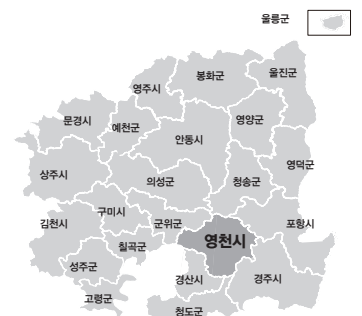 울릉군
봉화군
울진군
영주시
문경시
예천군
영양군
안동시
상주시
의성군
청송군
영덕군
김천시
구미시
군위군
영천시
포항시
칠곡군
성주군
경산시
경주시
고령군
청도군